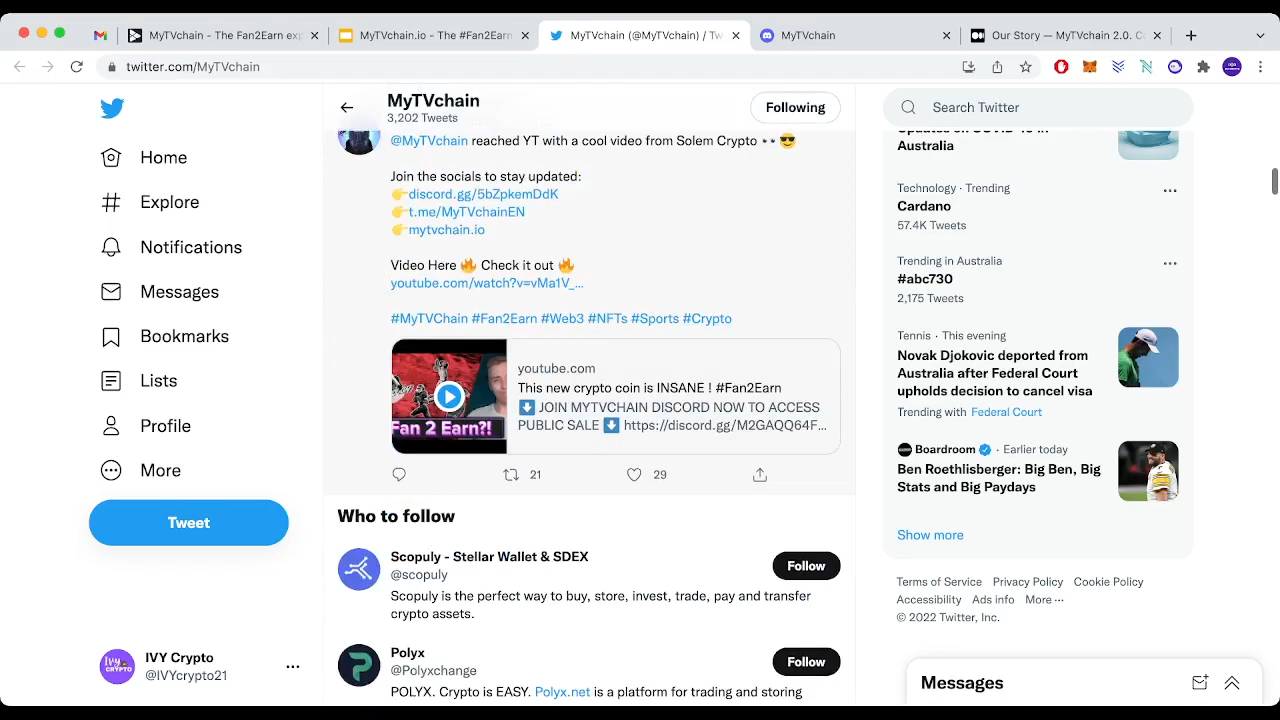 MyTVchain - The Fan2Earn exp
MyTVchain.io - The #Fan2Earn
MyTVchain (@MyTVchain) / Tw
MyTVchain
Our Story — MyTVchain 2.0. C
twitter.com/MyTVchain
Home
Explore
Notifications
Messages
Bookmarks
Lists
Profile
More
Tweet
IVY Crypto
@IVYcrypto21
MyTVchain
3,202 Tweets
Following
@MyTVchain reached YT with a cool video from Solem Crypto 👀😎
Join the socials to stay updated:
👉discord.gg/5bZpkemDdK
👉t.me/MyTVchainEN
👉mytvchain.io
Video Here 🔥 Check it out 🔥
youtube.com/watch?v=vMa1V_…
#MyTVChain #Fan2Earn #Web3 #NFTs #Sports #Crypto
Fan 2 Earn?!
youtube.com
This new crypto coin is INSANE ! #Fan2Earn
⬇️ JOIN MYTVCHAIN DISCORD NOW TO ACCESS
PUBLIC SALE ⬇️ https://discord.gg/M2GAQQ64F...
21
29
Who to follow
Scopuly - Stellar Wallet & SDEX
@scopuly
Follow
Scopuly is the perfect way to buy, store, invest, trade, pay and transfer
crypto assets.
Polyx
@Polyxchange
Follow
POLYX. Crypto is EASY. Polyx.net is a platform for trading and storing
Search Twitter
Updates on COVID-19 in
Australia
Technology · Trending
Cardano
57.4K Tweets
Trending in Australia
#abc730
2,175 Tweets
Tennis · This evening
Novak Djokovic deported from
Australia after Federal Court
upholds decision to cancel visa
Trending with Federal Court
Boardroom · Earlier today
Ben Roethlisberger: Big Ben, Big
Stats and Big Paydays
Show more
Terms of Service Privacy Policy Cookie Policy
Accessibility Ads info More ···
© 2022 Twitter, Inc.
Messages